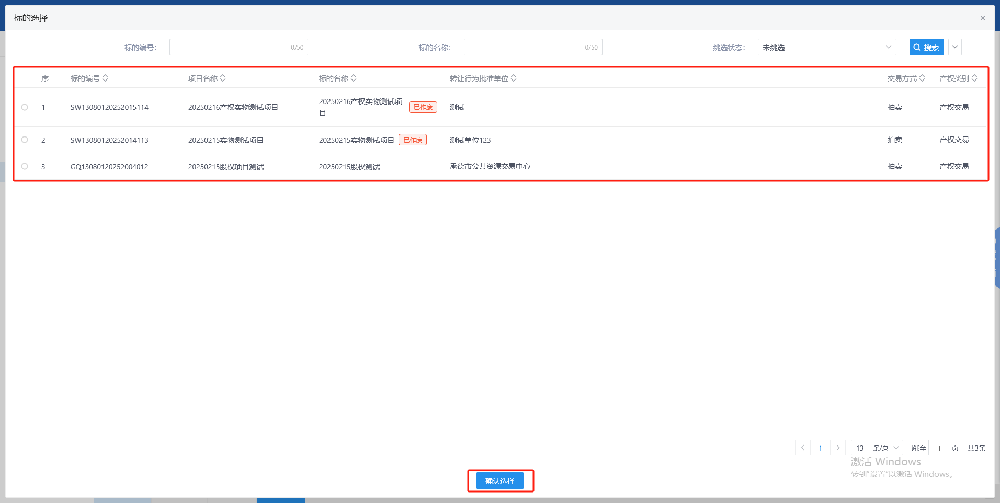 标的选择
标的编号： 0/50 标的名称： 0/50 挑选状态： 未挑选 搜索
序 标的编号 项目名称 标的名称 转让行为批准单位 交易方式 产权类别
1 SW13080120252015114 20250216产权实物测试项目 20250216产权实物测试项目 已作废 测试 拍卖 产权交易
2 SW13080120252014113 20250215实物测试项目 20250215实物测试项目 已作废 测试单位123 拍卖 产权交易
3 GQ13080120252004012 20250215股权项目测试 20250215股权测试 承德市公共资源交易中心 拍卖 产权交易
1 13 条/页 跳至 1 页 共3条
激活 Windows
转到"设置"以激活 Windows。
确认选择